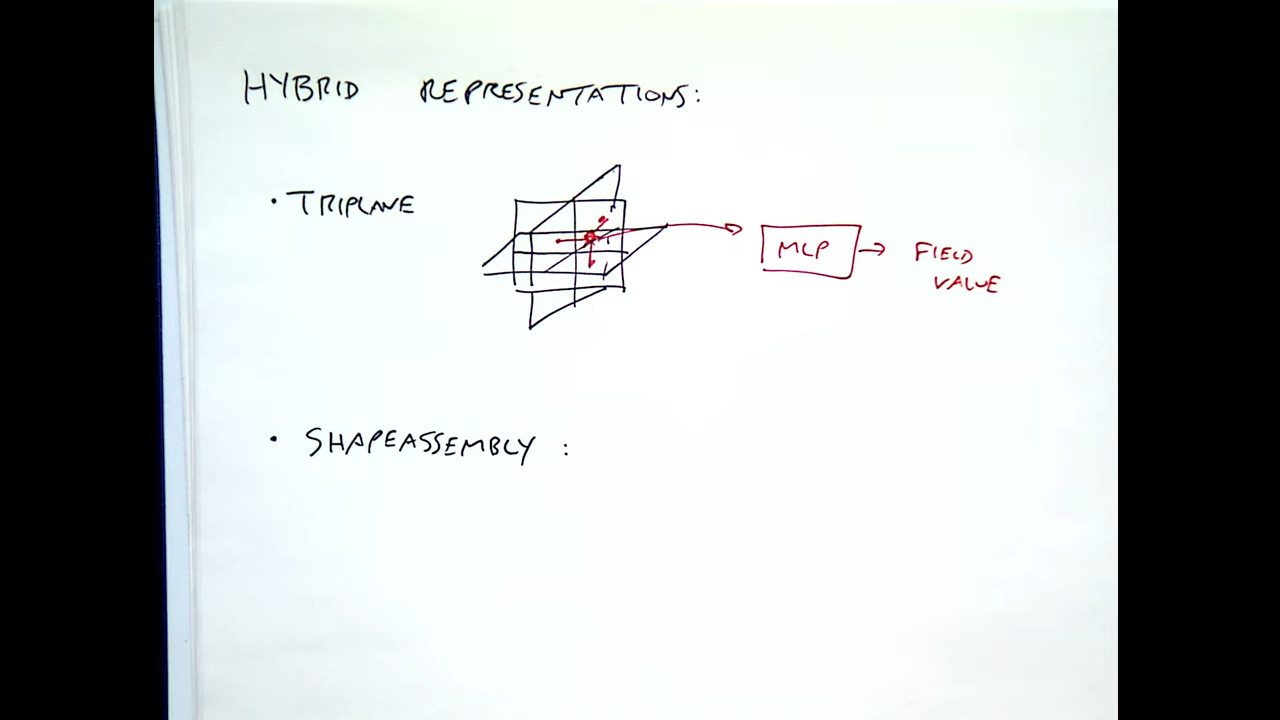 HYBRID REPRESENTATIONS:
• TRIPLANE
MLP
FIELD
VALUE
• SHAPEASSEMBLY :